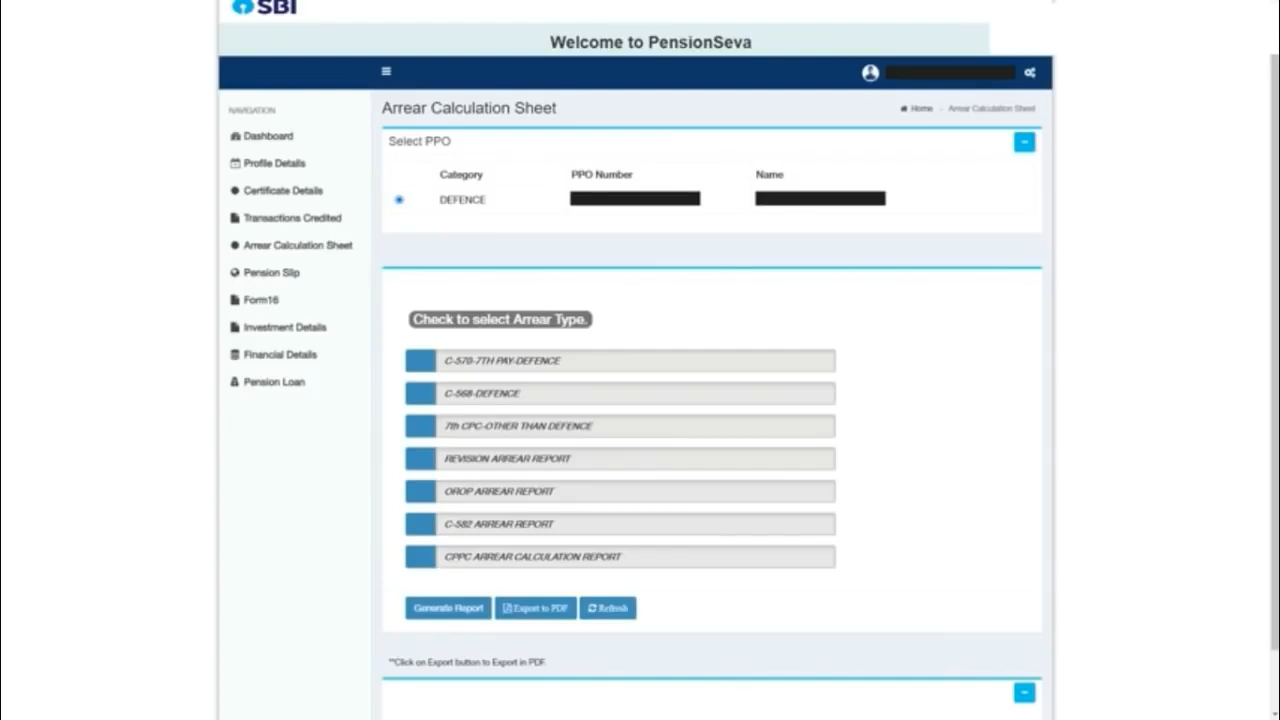 SBI
Welcome to PensionSeva
NAVIGATION
Dashboard
Profile Details
Certificate Details
Transactions Credited
Arrear Calculation Sheet
Pension Slip
Form16
Investment Details
Financial Details
Pension Loan
Arrear Calculation Sheet
Home - Arrear Calculation Sheet
Select PPO
Category PPO Number Name
DEFENCE
Check to select Arrear Type.
C-570-7TH PAY-DEFENCE
C-568-DEFENCE
7th CPC-OTHER THAN DEFENCE
REVISION ARREAR REPORT
OROP ARREAR REPORT
C-582 ARREAR REPORT
CPPC ARREAR CALCULATION REPORT
Generate Report Export to PDF Refresh
**Click on Export button to Export in PDF.